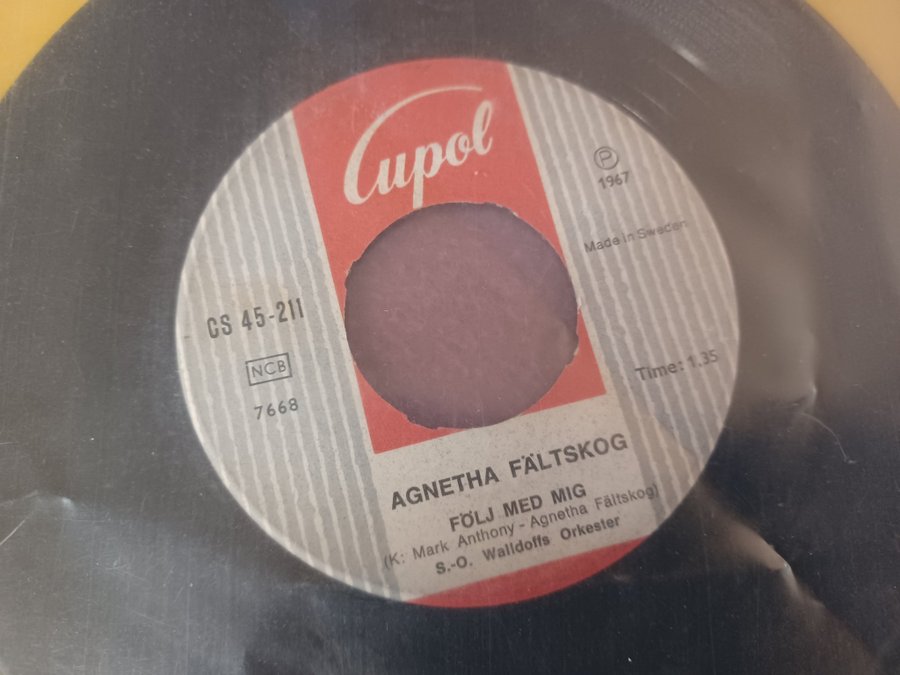 Cupol
Ⓟ
1967
Made in Sweden
CS 45-211
NCB
7668
Time: 1.35
AGNETHA FÄLTSKOG
FÖLJ MED MIG
(K: Mark Anthony - Agnetha Fältskog)
S.-O. Walldoffs Orkester